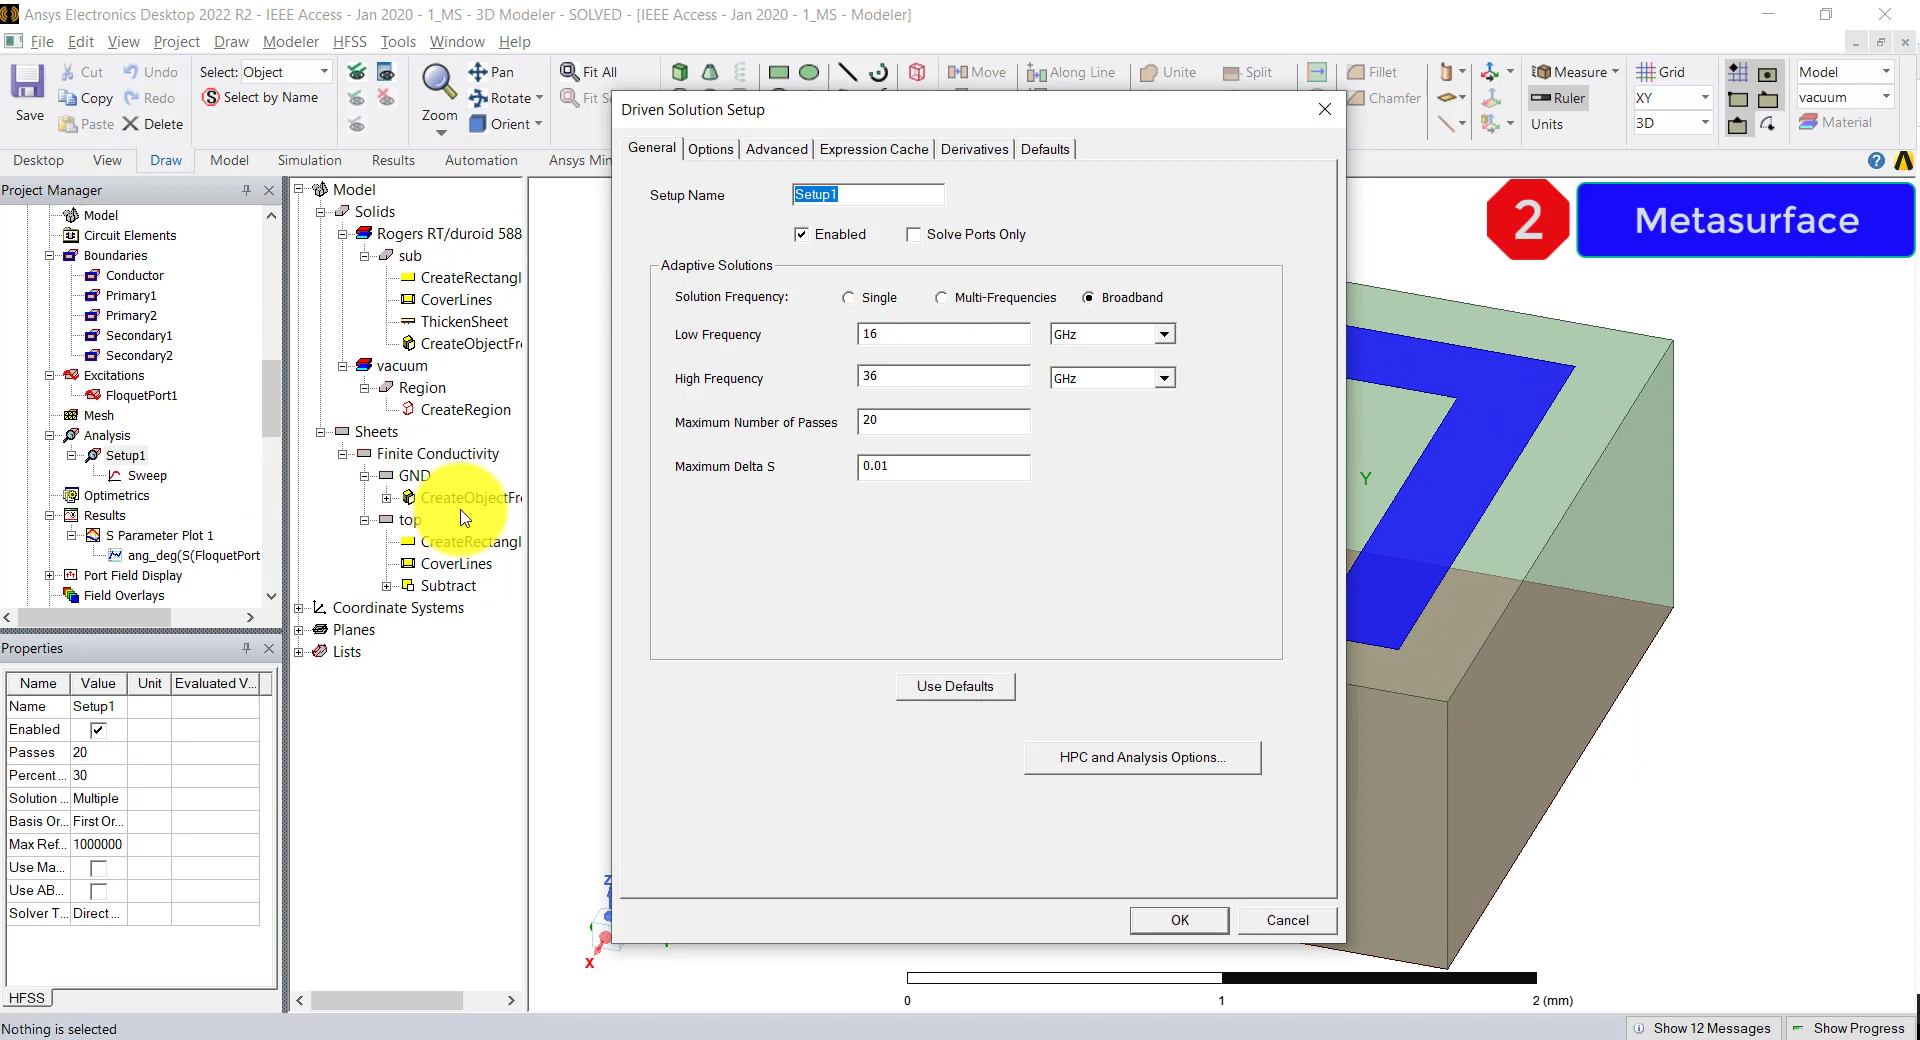 Ansys Electronics Desktop 2022 R2 - IEEE Access - Jan 2020 - 1_MS - 3D Modeler - SOLVED - [IEEE Access - Jan 2020 - 1_MS - Modeler]
File Edit View Project Draw Modeler HFSS Tools Window Help
Save
Cut
Copy
Paste
Undo
Redo
Delete
Select: Object
Select by Name
Zoom
Pan
Rotate
Orient
Fit All
Move
Along Line
Unite
Split
Fillet
Chamfer
Measure
Ruler
Units
Grid
XY
3D
Model
vacuum
Material
Desktop View Draw Model Simulation Results Automation
Project Manager
Model
Circuit Elements
Boundaries
Conductor
Primary1
Primary2
Secondary1
Secondary2
Excitations
FloquetPort1
Mesh
Analysis
Setup1
Sweep
Optimetrics
Results
S Parameter Plot 1
ang_deg(S(FloquetPort
Port Field Display
Field Overlays
Properties
Name Value Unit Evaluated V...
Name Setup1
Enabled
Passes 20
Percent ... 30
Solution ... Multiple
Basis Or... First Or...
Max Ref... 1000000
Use Ma...
Use AB...
Solver T... Direct ...
HFSS
Nothing is selected
Model
Solids
Rogers RT/duroid 588
sub
CreateRectangl
CoverLines
ThickenSheet
CreateObjectFr
vacuum
Region
CreateRegion
Sheets
Finite Conductivity
GND
CreateObjectFr
top
CreateRectangl
CoverLines
Subtract
Coordinate Systems
Planes
Lists
Driven Solution Setup
General Options Advanced Expression Cache Derivatives Defaults
Setup Name Setup1
Enabled Solve Ports Only
Adaptive Solutions
Solution Frequency: Single Multi-Frequencies Broadband
Low Frequency 16 GHz
High Frequency 36 GHz
Maximum Number of Passes 20
Maximum Delta S 0.01
Use Defaults
HPC and Analysis Options...
OK Cancel
2 Metasurface
Y
Z
X
0 1 2 (mm)
Show 12 Messages Show Progress